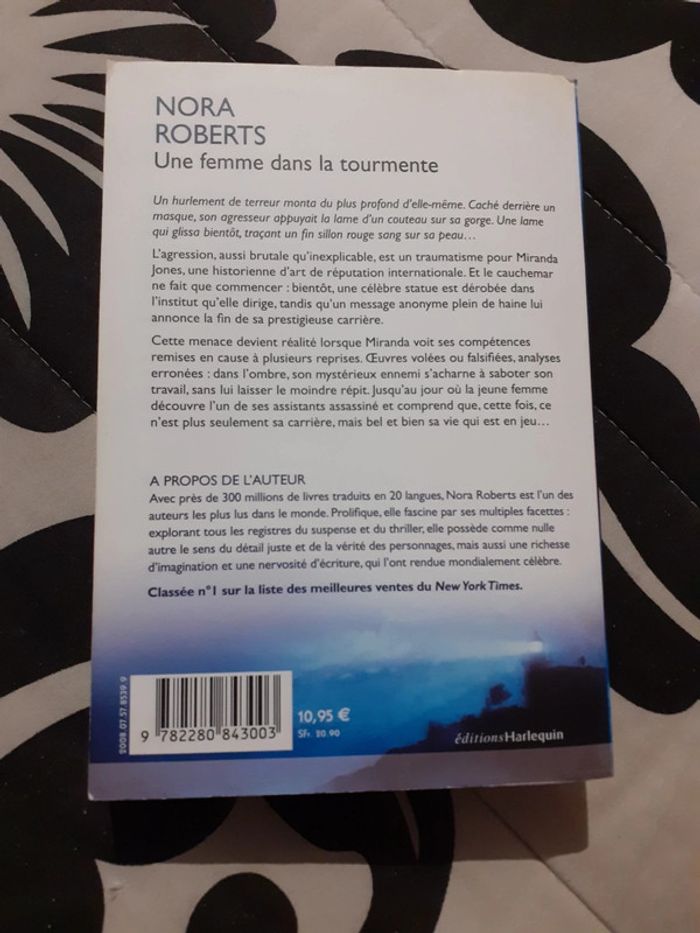 NORA
ROBERTS
Une femme dans la tourmente
Un hurlement de terreur monta du plus profond d'elle-même. Caché derrière un
masque, son agresseur appuyait la lame d'un couteau sur sa gorge. Une lame
qui glissa bientôt, traçant un fin sillon rouge sang sur sa peau…
L'agression, aussi brutale qu'inexplicable, est un traumatisme pour Miranda
Jones, une historienne d'art de réputation internationale. Et le cauchemar
ne fait que commencer : bientôt, une célèbre statue est dérobée dans
l'institut qu'elle dirige, tandis qu'un message anonyme plein de haine lui
annonce la fin de sa prestigieuse carrière.
Cette menace devient réalité lorsque Miranda voit ses compétences
remises en cause à plusieurs reprises. Œuvres volées ou falsifiées, analyses
erronées : dans l'ombre, son mystérieux ennemi s'acharne à saboter son
travail, sans lui laisser le moindre répit. Jusqu'au jour où la jeune femme
découvre l'un de ses assistants assassiné et comprend que, cette fois, ce
n'est plus seulement sa carrière, mais bel et bien sa vie qui est en jeu…
A PROPOS DE L'AUTEUR
Avec près de 300 millions de livres traduits en 20 langues, Nora Roberts est l'un des
auteurs les plus lus dans le monde. Prolifique, elle fascine par ses multiples facettes :
explorant tous les registres du suspense et du thriller, elle possède comme nulle
autre le sens du détail juste et de la vérité des personnages, mais aussi une richesse
d'imagination et une nervosité d'écriture, qui l'ont rendue mondialement célèbre.
Classée n°1 sur la liste des meilleures ventes du New York Times.
2008.07.57.8539.9
9 782280 843003
10,95 €
SFr. 20.90
éditions Harlequin